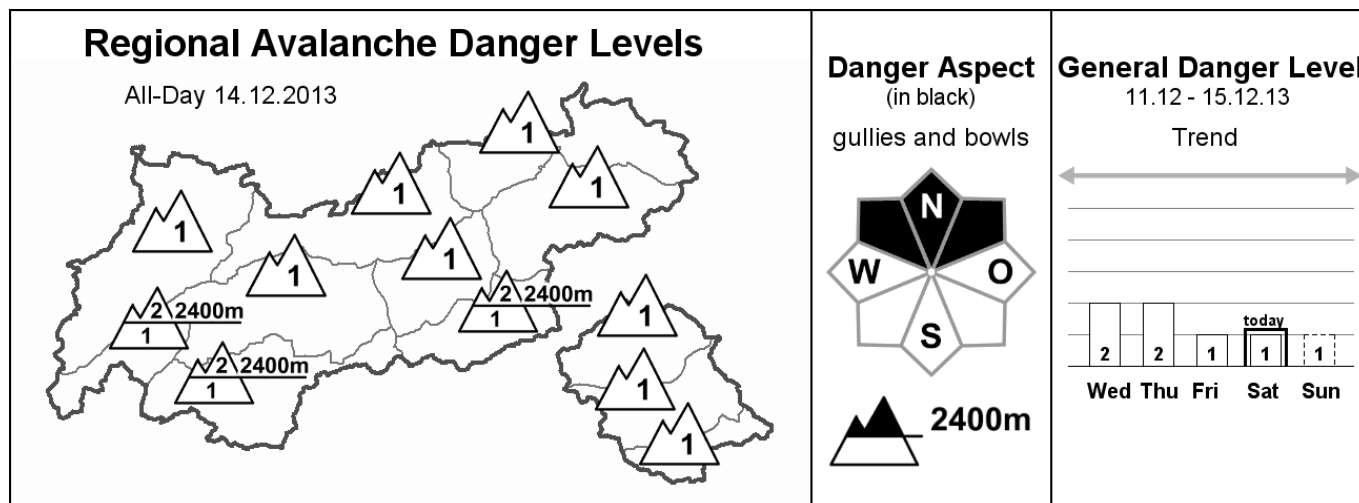 Regional Avalanche Danger Levels
All-Day 14.12.2013
1
1
1
1
1
1
1
2 2400m
1
2 2400m
1
2 2400m
1
1
1
Danger Aspect
(in black)
gullies and bowls
N
W O
S
2400m
General Danger Level
11.12 - 15.12.13
Trend
today
2 2 1 1 1
Wed Thu Fri Sat Sun